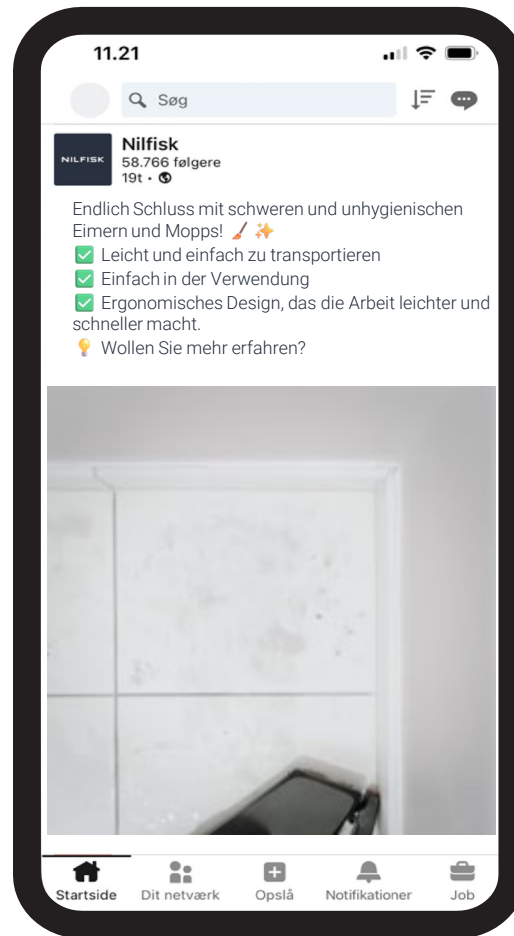 11.21
Søg
NILFISK
Nilfisk
58.766 følgere
19t •
Endlich Schluss mit schweren und unhygienischen
Eimern und Mopps! 🧹 ✨
✅ Leicht und einfach zu transportieren
✅ Einfach in der Verwendung
✅ Ergonomisches Design, das die Arbeit leichter und
schneller macht.
💡 Wollen Sie mehr erfahren?
Startside Dit netværk Opslå Notifikationer Job